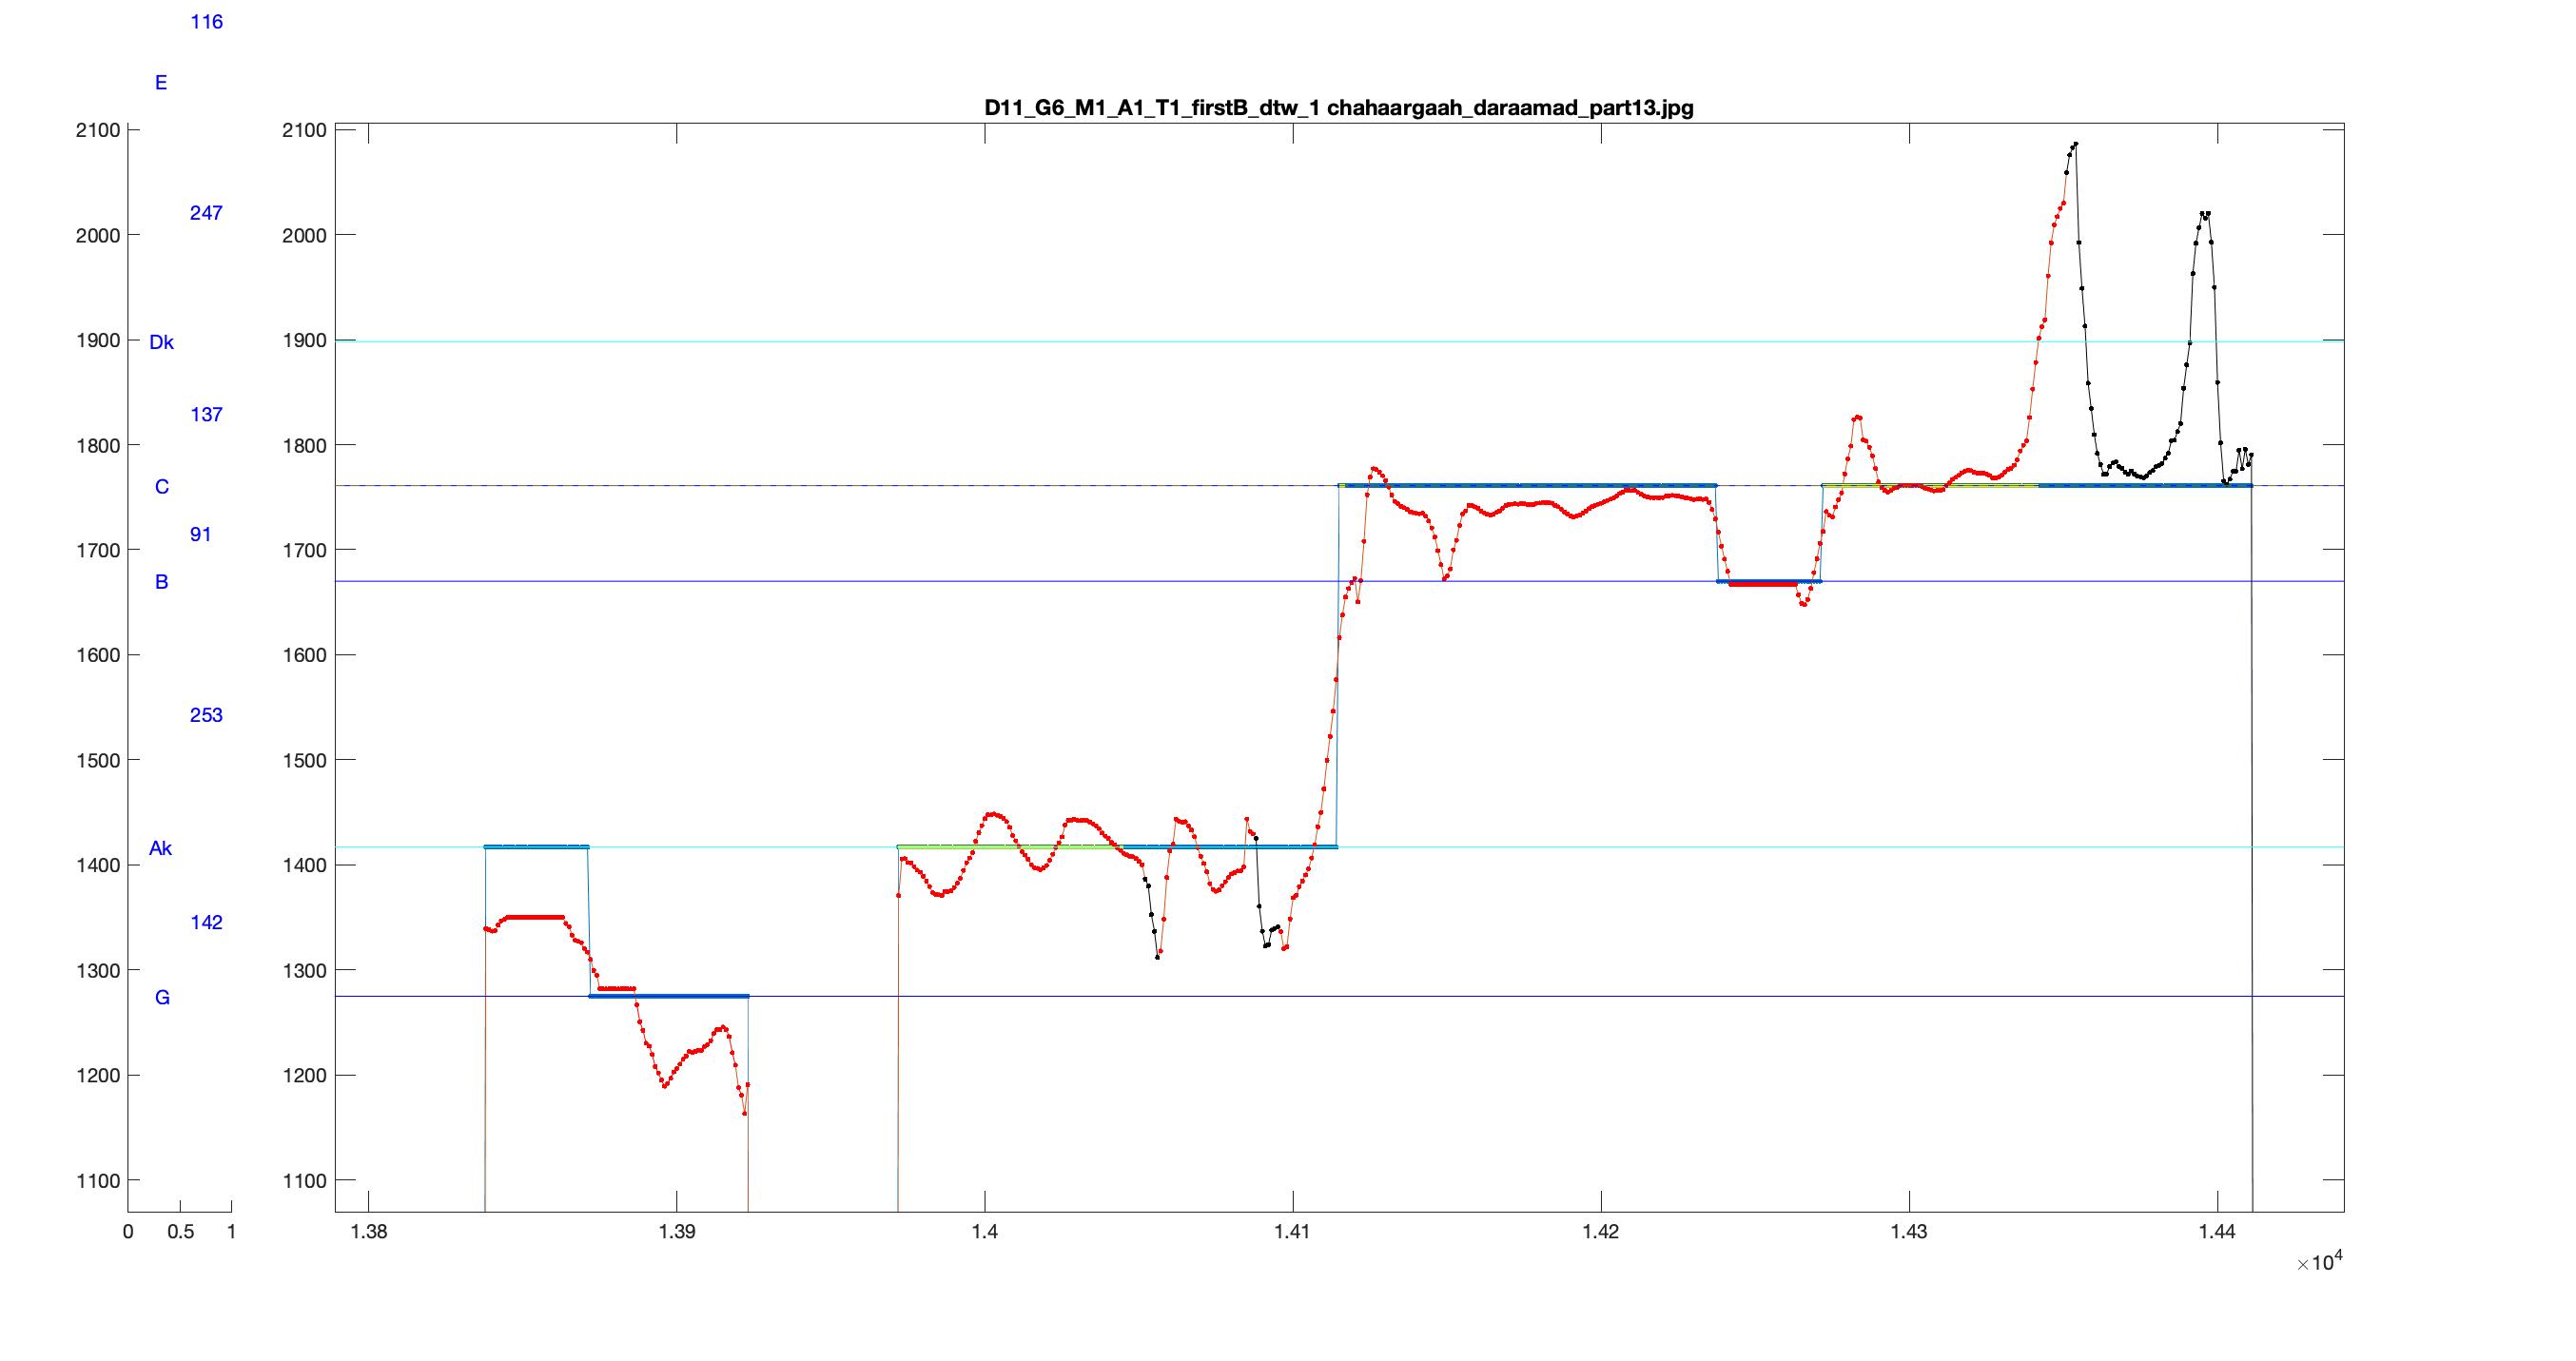 116
E
D11_G6_M1_A1_T1_firstB_dtw_1 chahaargaah_daraamad_part13.jpg
2100 2100
247
2000 2000
1900 Dk 1900
137
1800 1800
C
91
1700 1700
B
1600 1600
253
1500 1500
Ak
1400 1400
142
1300 1300
G
1200 1200
1100 1100
0 0.5 1 1.38 1.39 1.4 1.41 1.42 1.43 1.44
×10⁴